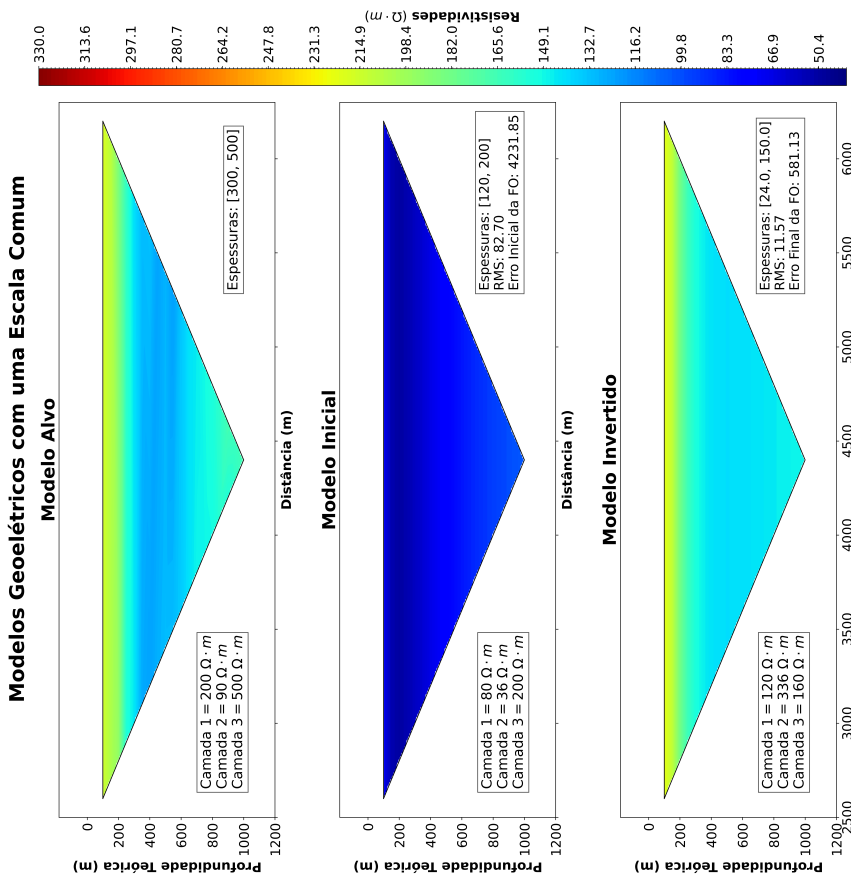 Modelos Geoelétricos com uma Escala Comum
Modelo Alvo
Profundidade Teórica (m)
0
200
400
600
800
1000
1200
Camada 1 = 200 Ω · m
Camada 2 = 90 Ω · m
Camada 3 = 500 Ω · m
Espessuras: [300, 500]
Distância (m)
Modelo Inicial
Profundidade Teórica (m)
0
200
400
600
800
1000
1200
Camada 1 = 80 Ω · m
Camada 2 = 36 Ω · m
Camada 3 = 200 Ω · m
Espessuras: [120, 200]
RMS: 82.70
Erro Inicial da FO: 4231.85
Distância (m)
Modelo Invertido
Profundidade Teórica (m)
0
200
400
600
800
1000
1200
Camada 1 = 120 Ω · m
Camada 2 = 336 Ω · m
Camada 3 = 160 Ω · m
Espessuras: [24.0, 150.0]
RMS: 11.57
Erro Final da FO: 581.13
2500
3000
3500
4000
4500
5000
5500
6000
330.0
313.6
297.1
280.7
264.2
247.8
231.3
214.9
198.4
182.0
165.6
149.1
132.7
116.2
99.8
83.3
66.9
50.4
Resistividades (Ω · m)